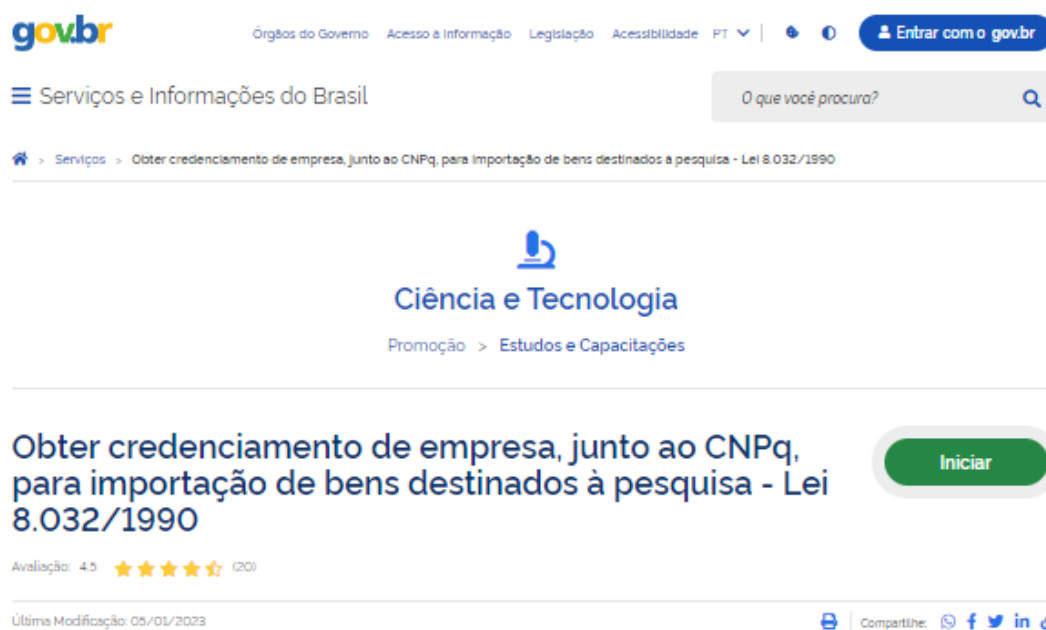 gov.br
Órgãos do Governo Acesso à Informação Legislação Acessibilidade PT
Entrar com o gov.br
Serviços e Informações do Brasil
O que você procura?
> Serviços > Obter credenciamento de empresa, junto ao CNPq, para importação de bens destinados à pesquisa - Lei 8.032/1990
Ciência e Tecnologia
Promoção > Estudos e Capacitações
Obter credenciamento de empresa, junto ao CNPq,
para importação de bens destinados à pesquisa - Lei
8.032/1990
Iniciar
Avaliação: 4.5 (20)
Última Modificação: 05/01/2023
Compartilhe: